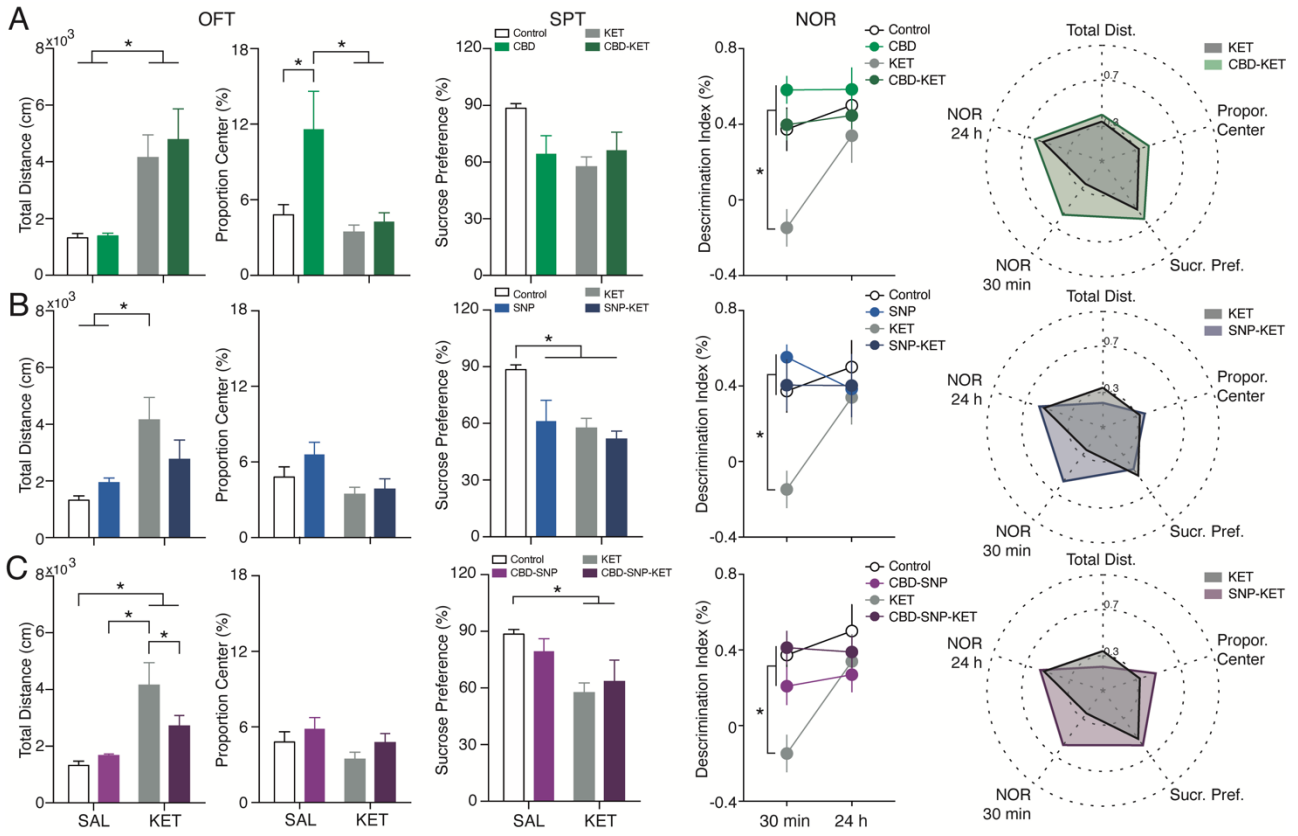 A
OFT
SPT
NOR
x10³
8
6
4
2
0
Total Distance (cm)
*
18
12
6
0
Proportion Center (%)
*
*
Control
CBD
KET
CBD-KET
120
90
60
30
0
Sucrose Preference (%)
Control
CBD
KET
CBD-KET
0.8
0.4
0
-0.4
Descrimination Index (%)
*
Total Dist.
KET
CBD-KET
0.7
0.3
Propor.
Center
NOR
24 h
NOR
30 min
Sucr. Pref.
B
x10³
8
6
4
2
0
Total Distance (cm)
*
18
12
6
0
Proportion Center (%)
Control
SNP
KET
SNP-KET
120
90
60
30
0
Sucrose Preference (%)
*
Control
SNP
KET
SNP-KET
0.8
0.4
0
-0.4
Descrimination Index (%)
*
Total Dist.
KET
SNP-KET
0.7
0.3
Propor.
Center
NOR
24 h
NOR
30 min
Sucr. Pref.
C
x10³
8
6
4
2
0
Total Distance (cm)
*
*
*
SAL
KET
18
12
6
0
Proportion Center (%)
SAL
KET
Control
CBD-SNP
KET
CBD-SNP-KET
120
90
60
30
0
Sucrose Preference (%)
*
SAL
KET
Control
CBD-SNP
KET
CBD-SNP-KET
0.8
0.4
0
-0.4
Descrimination Index (%)
*
30 min
24 h
Total Dist.
KET
SNP-KET
0.7
0.3
Propor.
Center
NOR
24 h
NOR
30 min
Sucr. Pref.